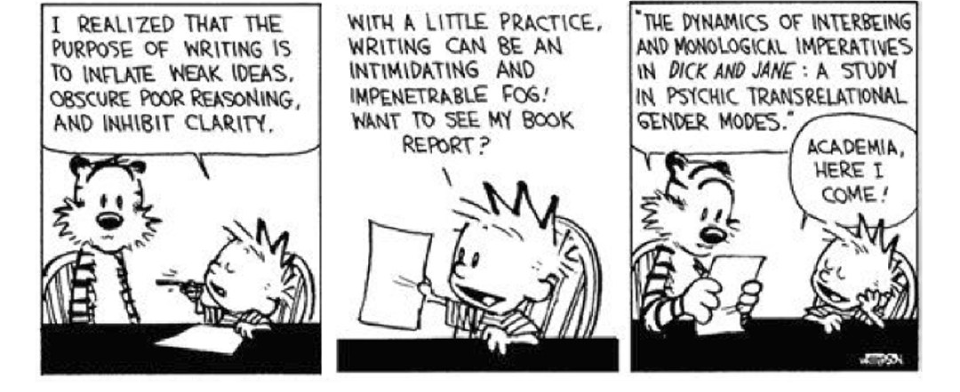 I REALIZED THAT THE
PURPOSE OF WRITING IS
TO INFLATE WEAK IDEAS,
OBSCURE POOR REASONING,
AND INHIBIT CLARITY.
WITH A LITTLE PRACTICE,
WRITING CAN BE AN
INTIMIDATING AND
IMPENETRABLE FOG!
WANT TO SEE MY BOOK
REPORT?
"THE DYNAMICS OF INTERBEING
AND MONOLOGICAL IMPERATIVES
IN DICK AND JANE : A STUDY
IN PSYCHIC TRANSRELATIONAL
GENDER MODES."
ACADEMIA,
HERE I
COME!
WATTERSON